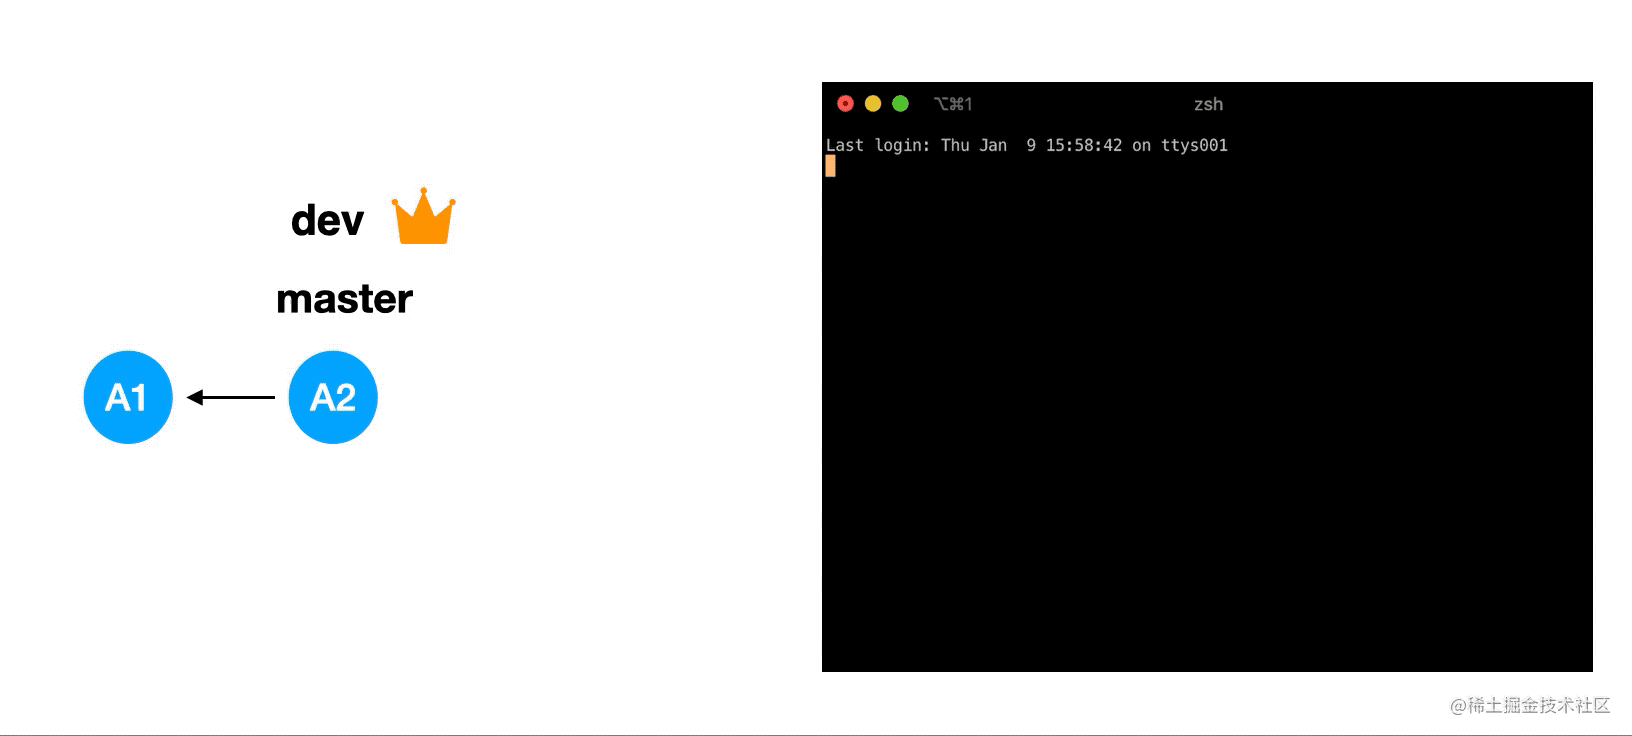 dev
master
A1
A2
⌥⌘1
zsh
Last login: Thu Jan  9 15:58:42 on ttys001
@稀土掘金技术社区